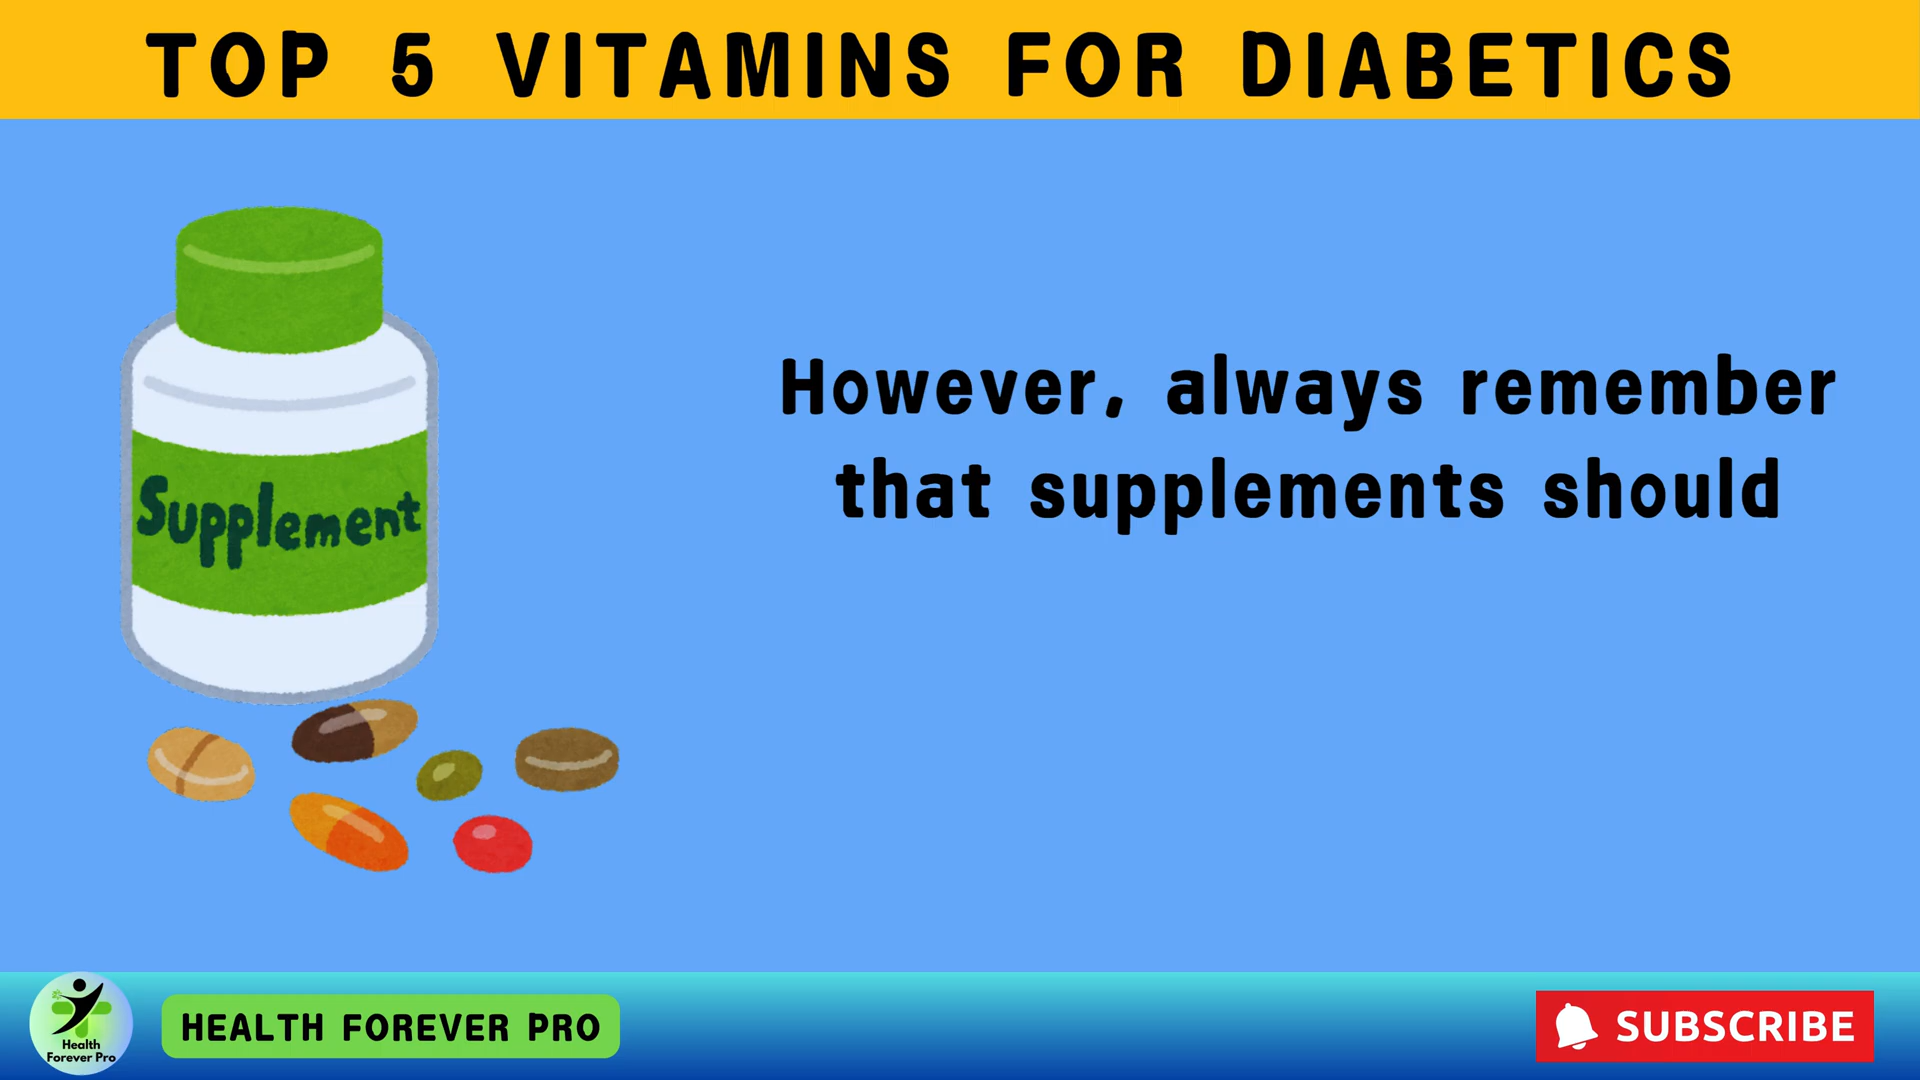 TOP 5 VITAMINS FOR DIABETICS
Supplement
However, always remember
that supplements should
Health
Forever Pro
HEALTH FOREVER PRO
SUBSCRIBE